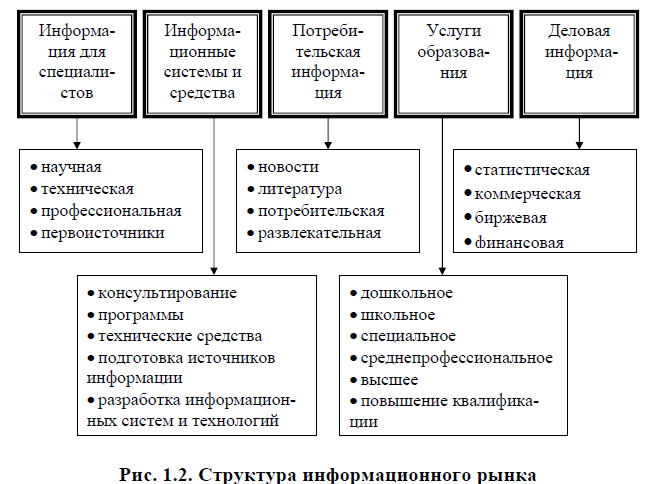 Информа-
ция для
специали-
стов
Информа-
ационные
системы и
средства
Потреби-
тельская
информа-
ция
Услуги
образова-
ния
Деловая
информа-
ция
• научная
• техническая
• профессиональная
• первоисточники
• новости
• литература
• потребительская
• развлекательная
• статистическая
• коммерческая
• биржевая
• финансовая
• консультирование
• программы
• технические средства
• подготовка источников
информации
• разработка информацион-
ных систем и технологий
• дошкольное
• школьное
• специальное
• среднепрофессиональное
• высшее
• повышение квалифика-
ции
Рис. 1.2. Структура информационного рынка